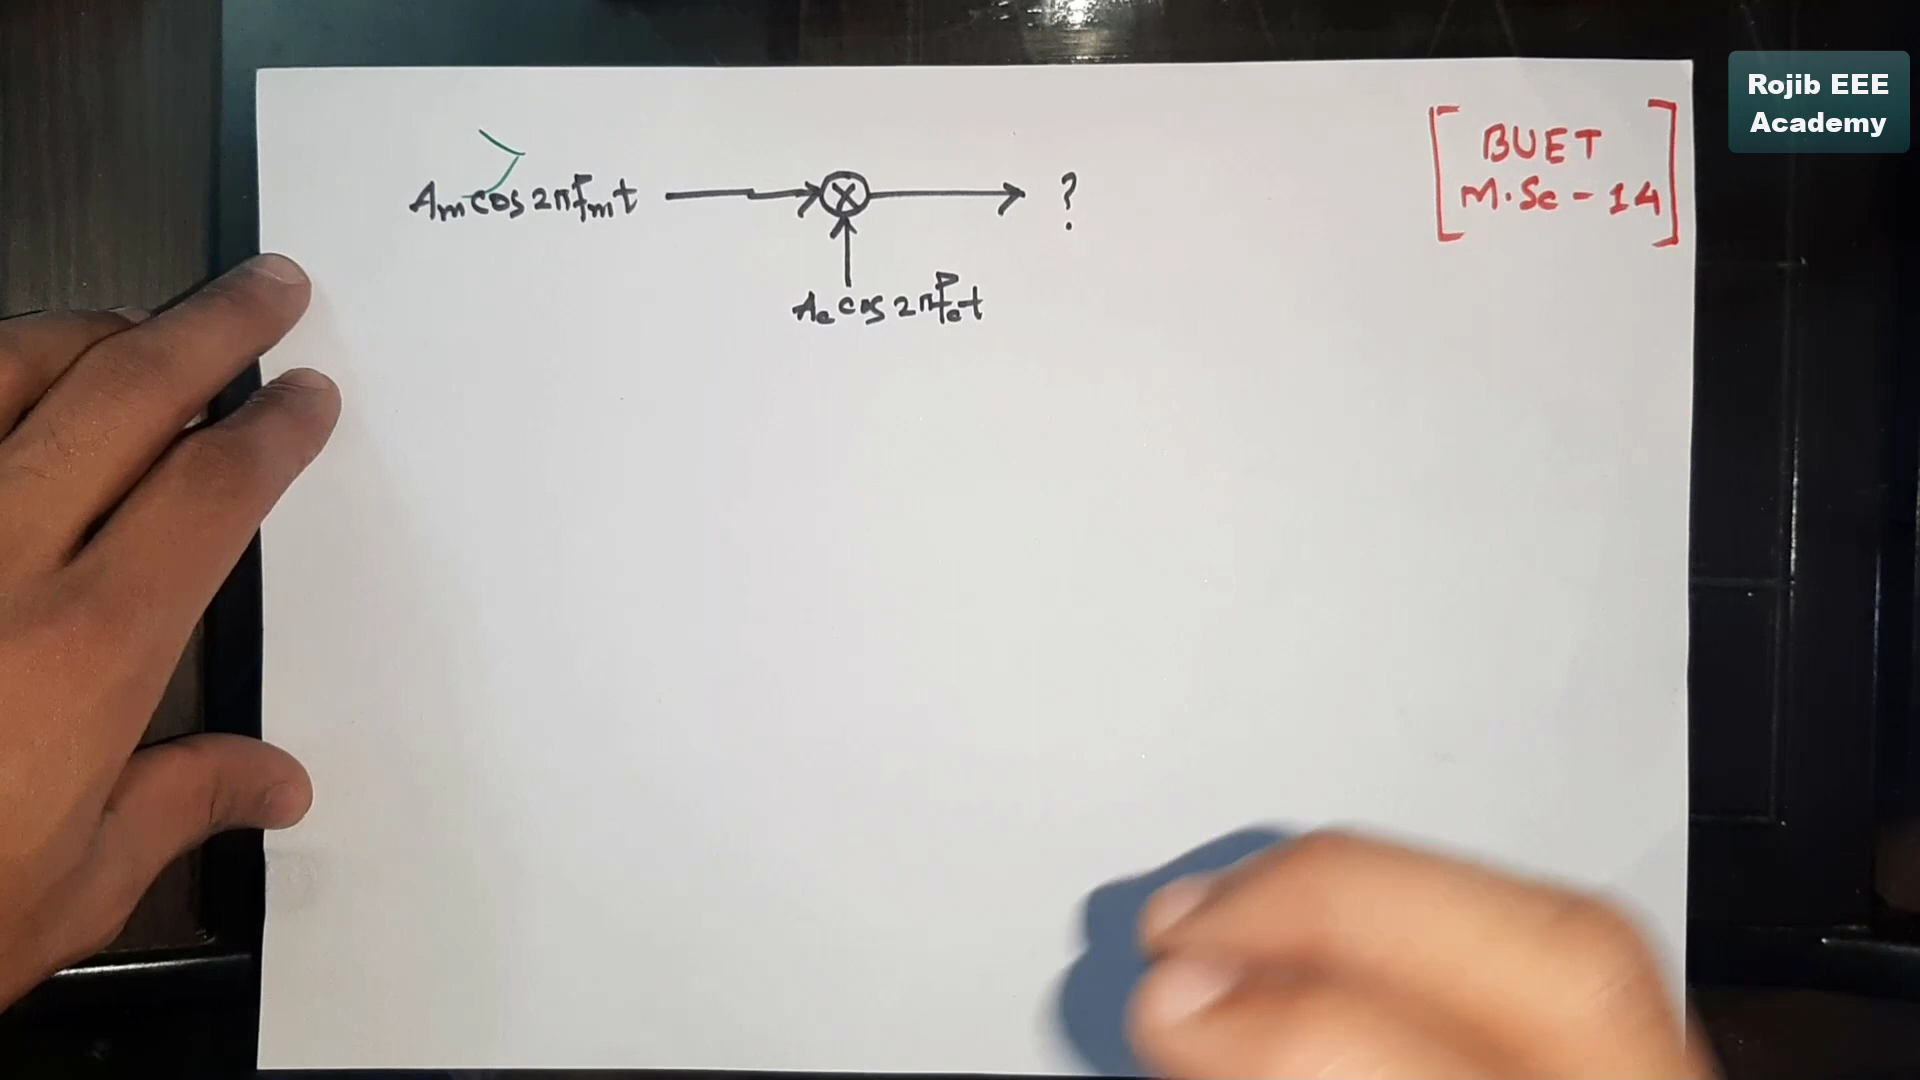 Am cos 2πfmt
?
Ac cos 2πfct
[BUET
M.Sc - 14]
Rojib EEE
Academy